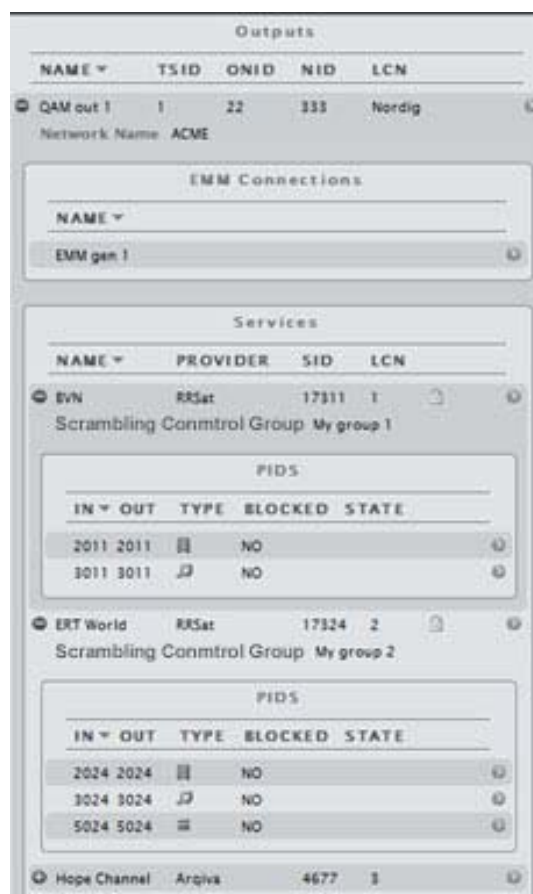 Outputs
NAME TSID ONID NID LCN
QAM out 1 1 22 333 Nordig
Network Name ACME
EMM Connections
NAME
EMM gen 1
Services
NAME PROVIDER SID LCN
BVN RRSat 17311 1
Scrambling Conmtrol Group My group 1
PIDS
IN OUT TYPE BLOCKED STATE
2011 2011 NO
3011 3011 NO
ERT World RRSat 17324 2
Scrambling Conmtrol Group My group 2
PIDS
IN OUT TYPE BLOCKED STATE
2024 2024 NO
3024 3024 NO
5024 5024 NO
Hope Channel Arqiva 4677 3